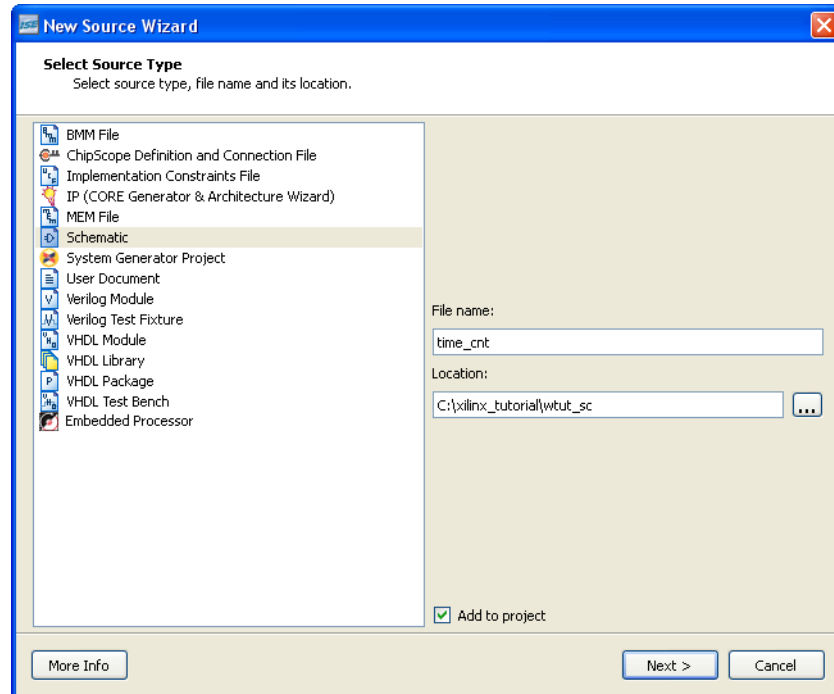 ISE New Source Wizard
Select Source Type
Select source type, file name and its location.
BMM File
ChipScope Definition and Connection File
Implementation Constraints File
IP (CORE Generator & Architecture Wizard)
MEM File
Schematic
System Generator Project
User Document
Verilog Module
Verilog Test Fixture
VHDL Module
VHDL Library
VHDL Package
VHDL Test Bench
Embedded Processor
File name:
time_cnt
Location:
C:\xilinx_tutorial\wtut_sc
...
Add to project
More Info
Next >
Cancel